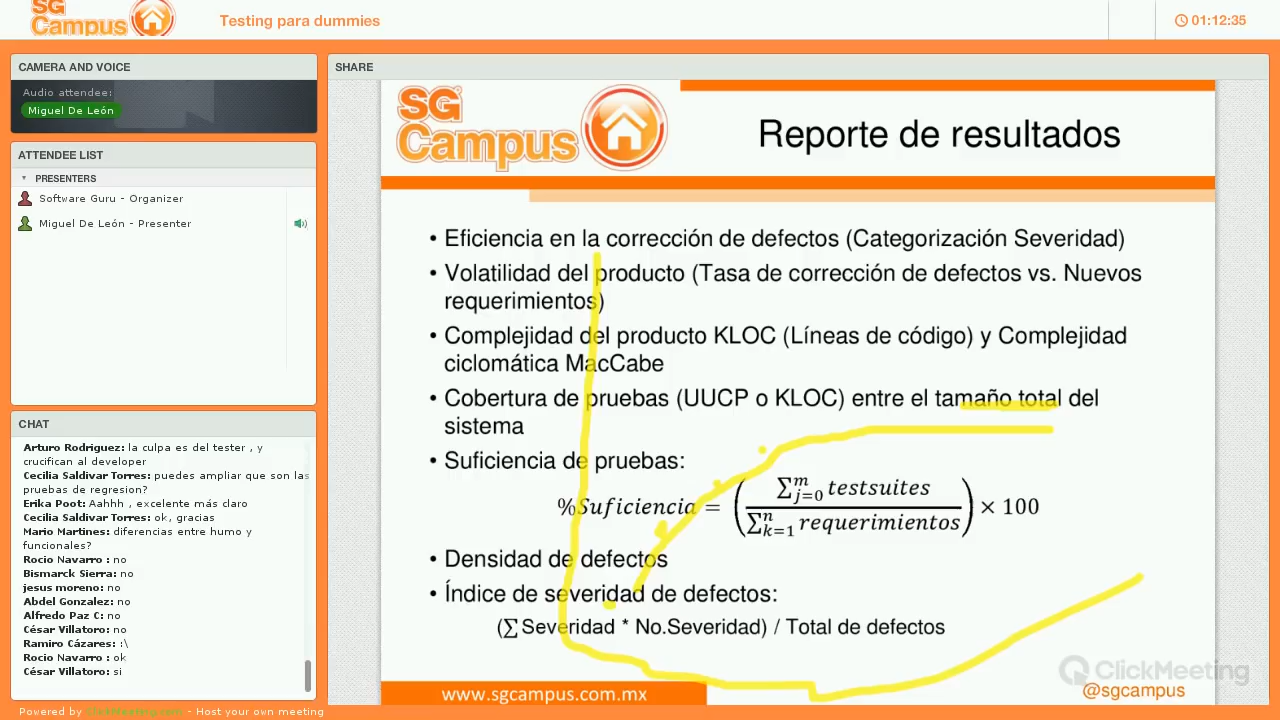 SG
Campus
Testing para dummies
01:12:35
CAMERA AND VOICE
Audio attendee:
Miguel De León
ATTENDEE LIST
PRESENTERS
Software Guru - Organizer
Miguel De León - Presenter
CHAT
Arturo Rodriguez: la culpa es del tester , y
crucifican al developer
Cecilia Saldivar Torres: puedes ampliar que son las
pruebas de regresion?
Erika Poot: Aahhh , excelente más claro
Cecilia Saldivar Torres: ok, gracias
Mario Martines: diferencias entre humo y
funcionales?
Rocio Navarro : no
Bismarck Sierra: no
jesus moreno: no
Abdel Gonzalez: no
Alfredo Paz C: no
César Villatoro: no
Ramiro Cázares: :\
Rocio Navarro : ok
César Villatoro: si
Powered by ClickMeeting.com - Host your own meeting
SHARE
SG
Campus
Reporte de resultados
• Eficiencia en la corrección de defectos (Categorización Severidad)
• Volatilidad del producto (Tasa de corrección de defectos vs. Nuevos
requerimientos)
• Complejidad del producto KLOC (Líneas de código) y Complejidad
ciclomática MacCabe
• Cobertura de pruebas (UUCP o KLOC) entre el tamaño total del
sistema
• Suficiencia de pruebas:
%Suficiencia = (∑ᵐⱼ₌₀ testsuites / ∑ⁿₖ₌₁ requerimientos) × 100
• Densidad de defectos
• Índice de severidad de defectos:
(∑ Severidad * No.Severidad) / Total de defectos
ClickMeeting
www.sgcampus.com.mx
@sgcampus